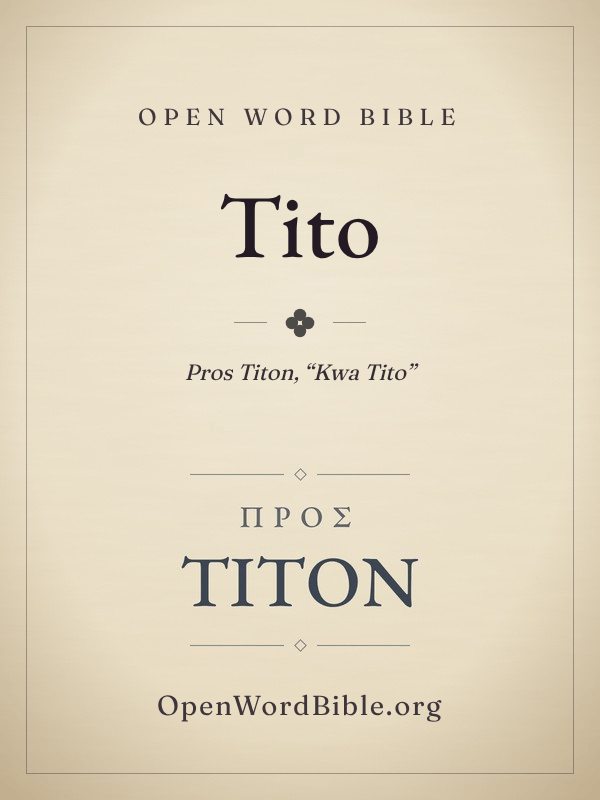 OPEN WORD BIBLE
Tito
Pros Titon, “Kwa Tito”
ΠΡΟΣ
ΤΙΤΟΝ
OpenWordBible.org